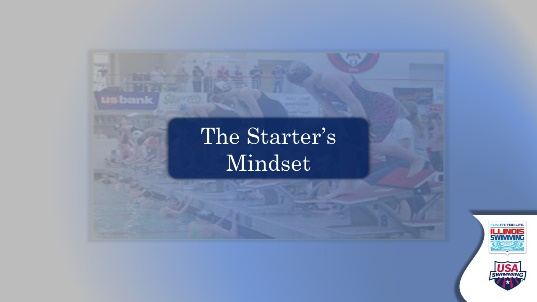 usbank
The Starter's
Mindset
ILLINOIS
SWIMMING
USA
SWIMMING